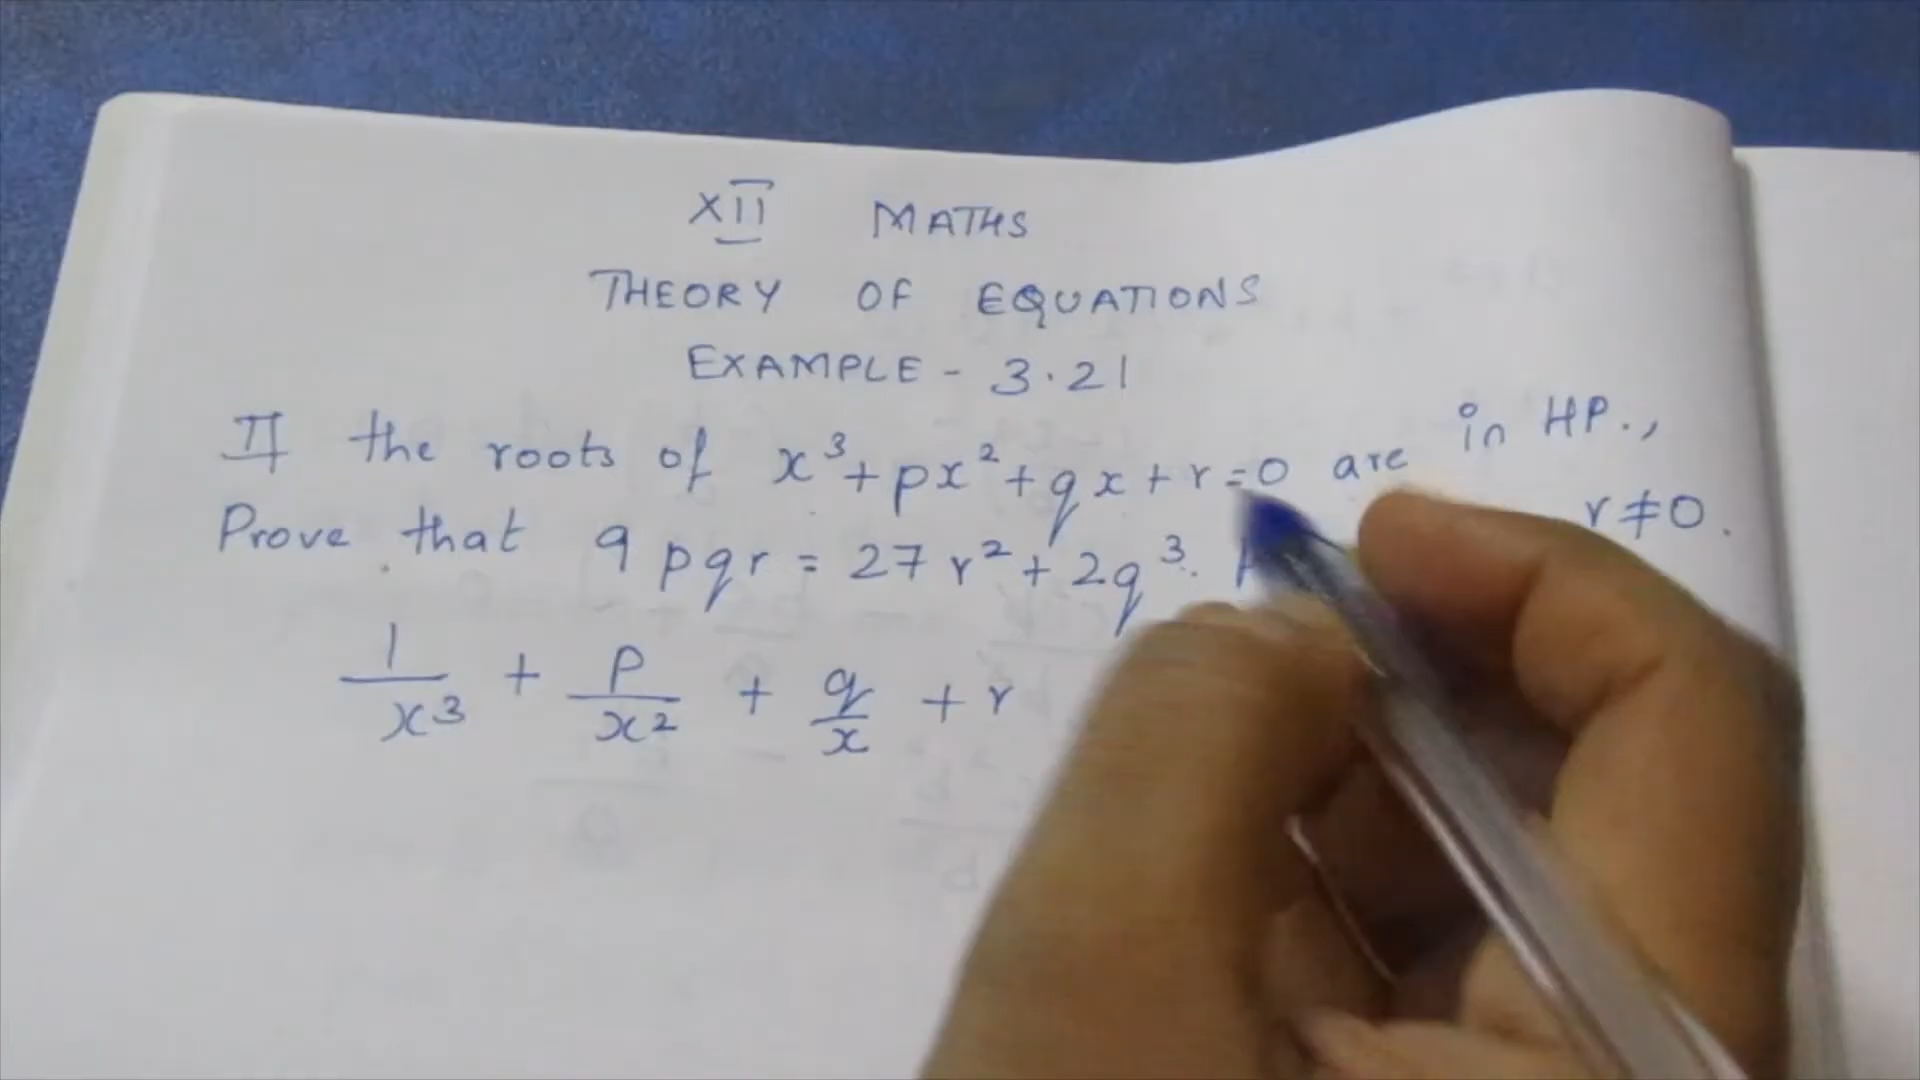 XII MATHS
THEORY OF EQUATIONS
EXAMPLE - 3.21
If the roots of x³+px²+qx+r=0 are in HP.,
Prove that 9pqr = 27r²+2q³. r≠0.
1/x³ + p/x² + q/x + r